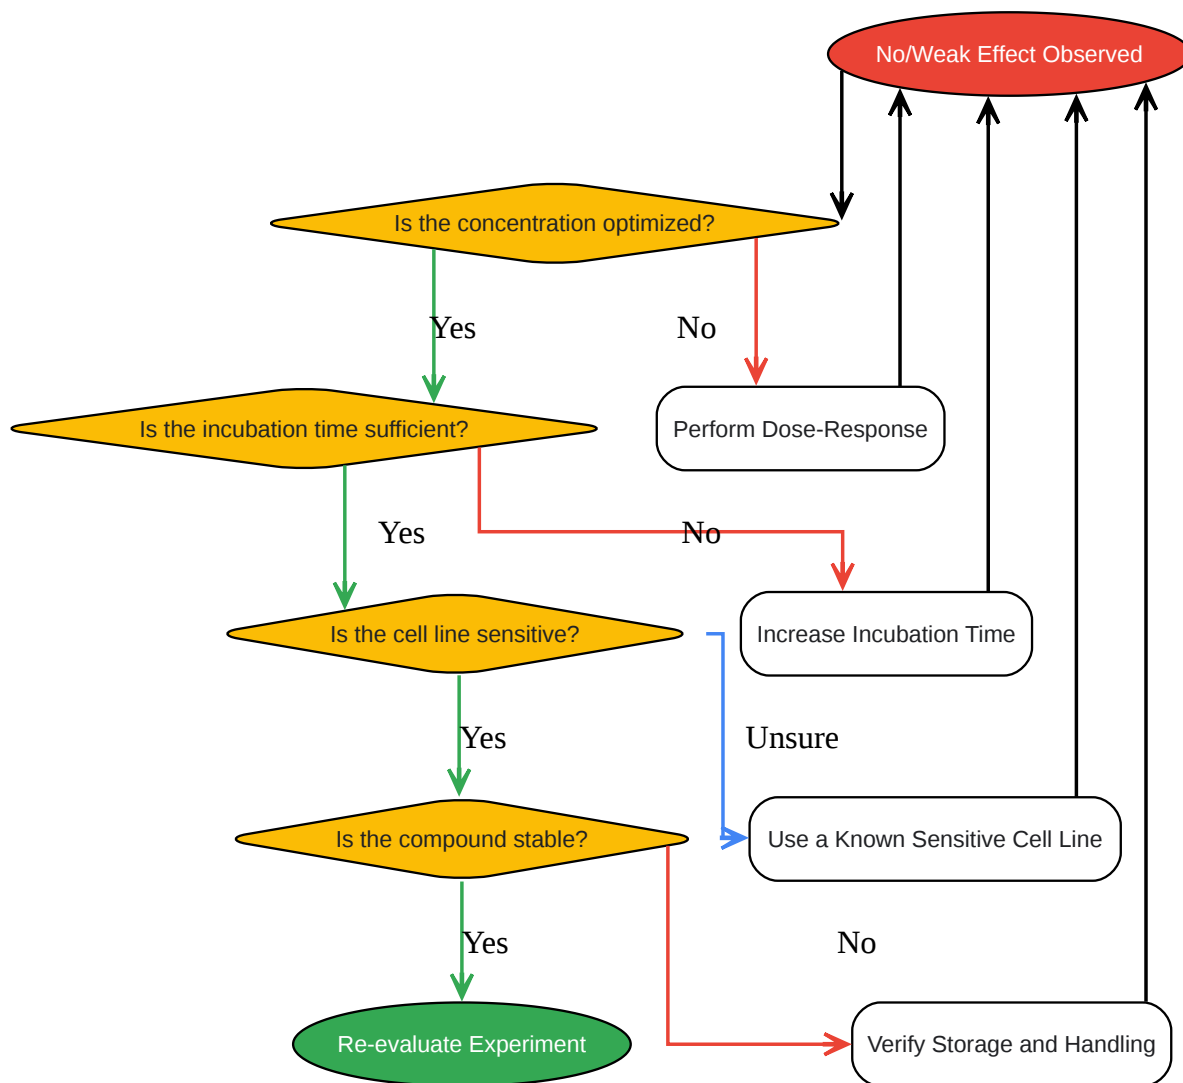 No/Weak Effect Observed
Is the concentration optimized?
Yes
No
Is the incubation time sufficient?
Perform Dose-Response
Yes
No
Is the cell line sensitive?
Increase Incubation Time
Yes
Unsure
Is the compound stable?
Use a Known Sensitive Cell Line
Yes
No
Re-evaluate Experiment
Verify Storage and Handling